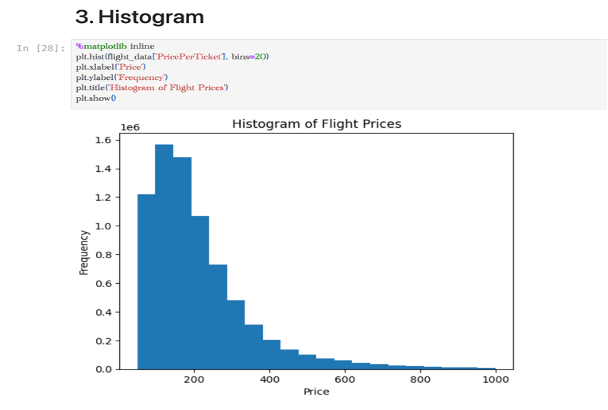 3. Histogram
In [28]:
%matplotlib inline
plt.hist(flight_data['PricePerTicket'], bins=20)
plt.xlabel('Price')
plt.ylabel('Frequency')
plt.title('Histogram of Flight Prices')
plt.show()
Histogram of Flight Prices
1e6
1.6
1.4
1.2
1.0
0.8
0.6
0.4
0.2
0.0
Frequency
200 400 600 800 1000
Price